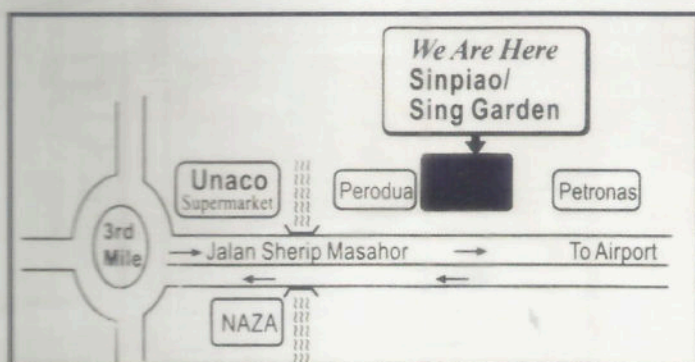 We Are Here
Sinpiao/
Sing Garden
Unaco
Supermarket
Perodua
Petronas
3rd
Mile
Jalan Sherip Masahor
To Airport
NAZA